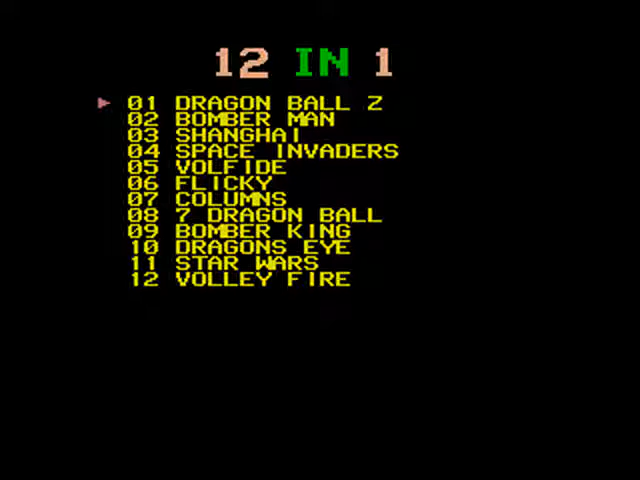 12 IN 1
01 DRAGON BALL Z
02 BOMBER MAN
03 SHANGHAI
04 SPACE INVADERS
05 VOLFIDE
06 FLICKY
07 COLUMNS
08 7 DRAGON BALL
09 BOMBER KING
10 DRAGONS EYE
11 STAR WARS
12 VOLLEY FIRE